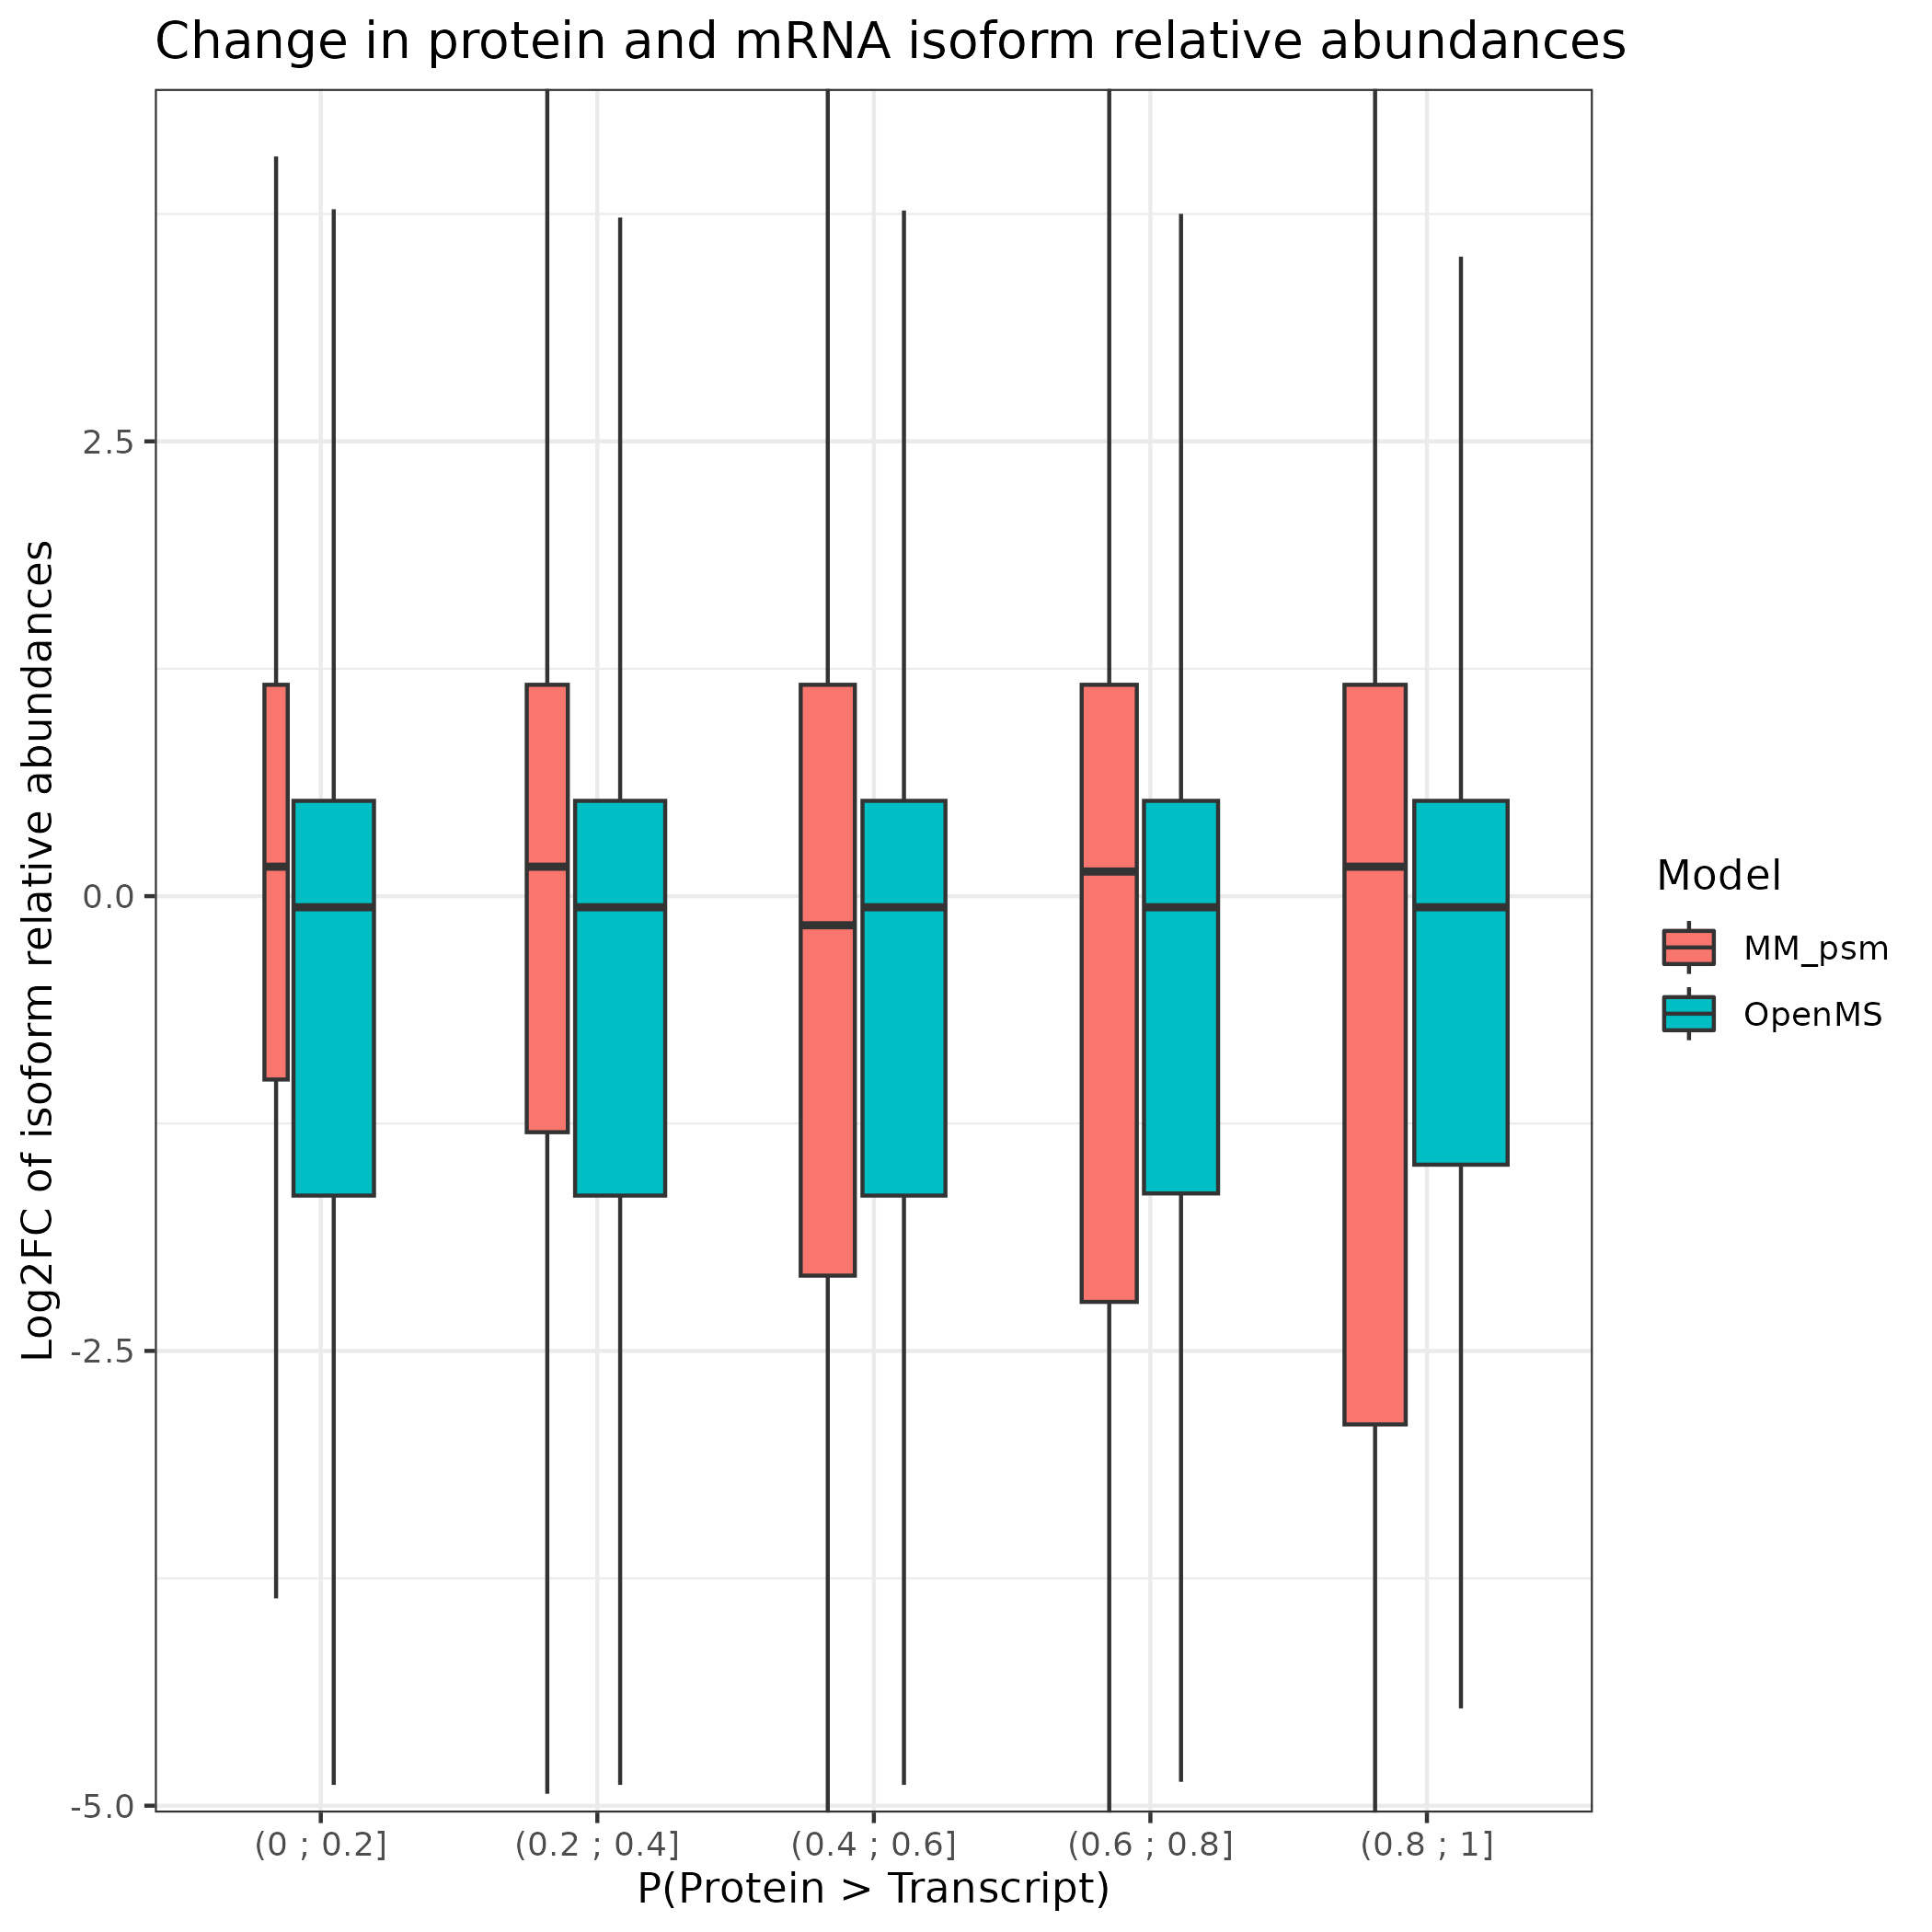 Change in protein and mRNA isoform relative abundances
Log2FC of isoform relative abundances
2.5
0.0
-2.5
-5.0
(0 ; 0.2]
(0.2 ; 0.4]
(0.4 ; 0.6]
(0.6 ; 0.8]
(0.8 ; 1]
P(Protein > Transcript)
Model
MM_psm
OpenMS